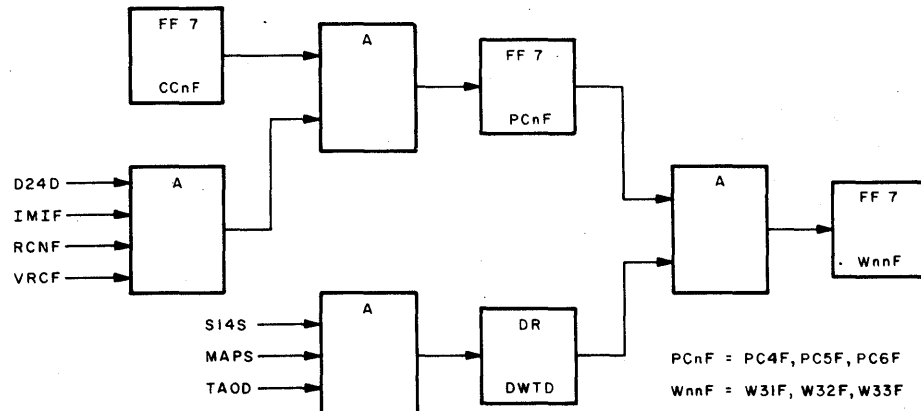 FF 7
CCnF
A
FF 7
PCnF
D24D
IMIF
RCNF
VRCF
A
A
FF 7
WnnF
S14S
MAPS
TAOD
A
DR
DWTD
PCnF = PC4F, PC5F, PC6F
WnnF = W31F, W32F, W33F